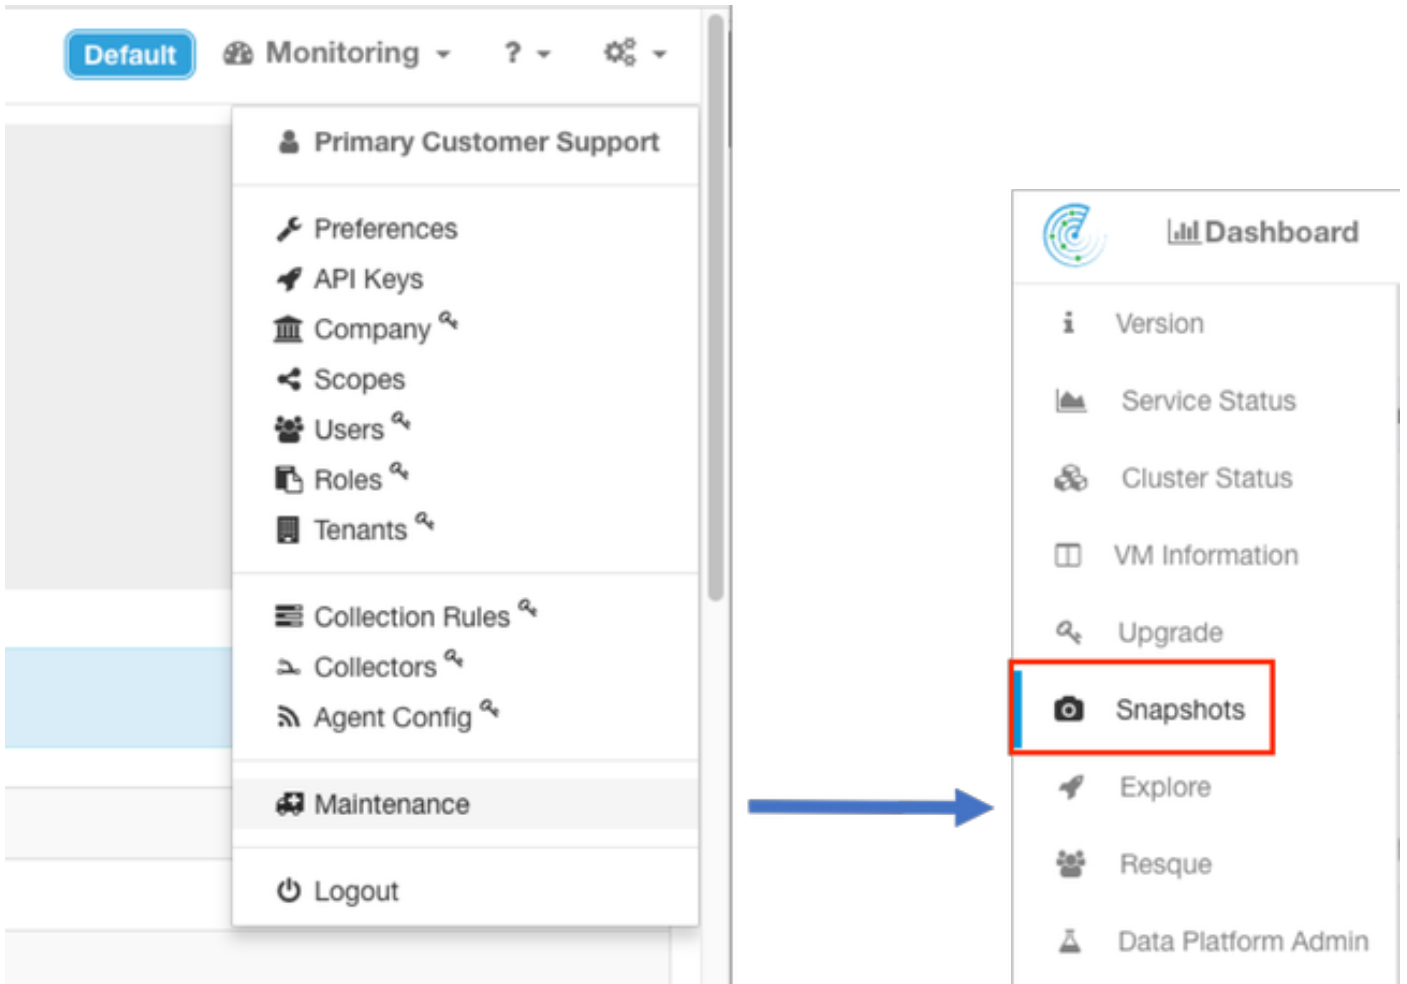 Default Monitoring ?
Primary Customer Support
Preferences
API Keys
Company
Scopes
Users
Roles
Tenants
Collection Rules
Collectors
Agent Config
Maintenance
Logout
Dashboard
Version
Service Status
Cluster Status
VM Information
Upgrade
Snapshots
Explore
Resque
Data Platform Admin